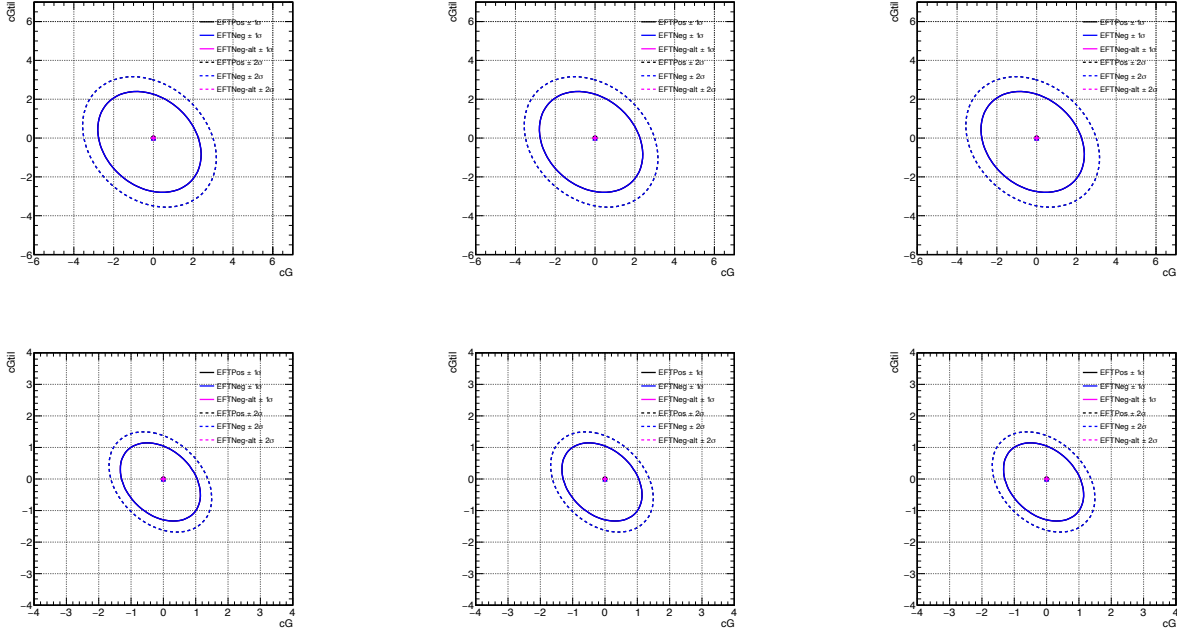 cGtil
6
4
2
0
−2
−4
−6
−6 −4 −2 0 2 4 6
cG
EFTPos ± 1σ
EFTNeg ± 1σ
EFTNeg-alt ± 1σ
EFTPos ± 2σ
EFTNeg ± 2σ
EFTNeg-alt ± 2σ
cGtil
6
4
2
0
−2
−4
−6
−6 −4 −2 0 2 4 6
cG
EFTPos ± 1σ
EFTNeg ± 1σ
EFTNeg-alt ± 1σ
EFTPos ± 2σ
EFTNeg ± 2σ
EFTNeg-alt ± 2σ
cGtil
6
4
2
0
−2
−4
−6
−6 −4 −2 0 2 4 6
cG
EFTPos ± 1σ
EFTNeg ± 1σ
EFTNeg-alt ± 1σ
EFTPos ± 2σ
EFTNeg ± 2σ
EFTNeg-alt ± 2σ
cGtil
4
3
2
1
0
−1
−2
−3
−4
−4 −3 −2 −1 0 1 2 3 4
cG
EFTPos ± 1σ
EFTNeg ± 1σ
EFTNeg-alt ± 1σ
EFTPos ± 2σ
EFTNeg ± 2σ
EFTNeg-alt ± 2σ
cGtil
4
3
2
1
0
−1
−2
−3
−4
−4 −3 −2 −1 0 1 2 3 4
cG
EFTPos ± 1σ
EFTNeg ± 1σ
EFTNeg-alt ± 1σ
EFTPos ± 2σ
EFTNeg ± 2σ
EFTNeg-alt ± 2σ
cGtil
4
3
2
1
0
−1
−2
−3
−4
−4 −3 −2 −1 0 1 2 3 4
cG
EFTPos ± 1σ
EFTNeg ± 1σ
EFTNeg-alt ± 1σ
EFTPos ± 2σ
EFTNeg ± 2σ
EFTNeg-alt ± 2σ